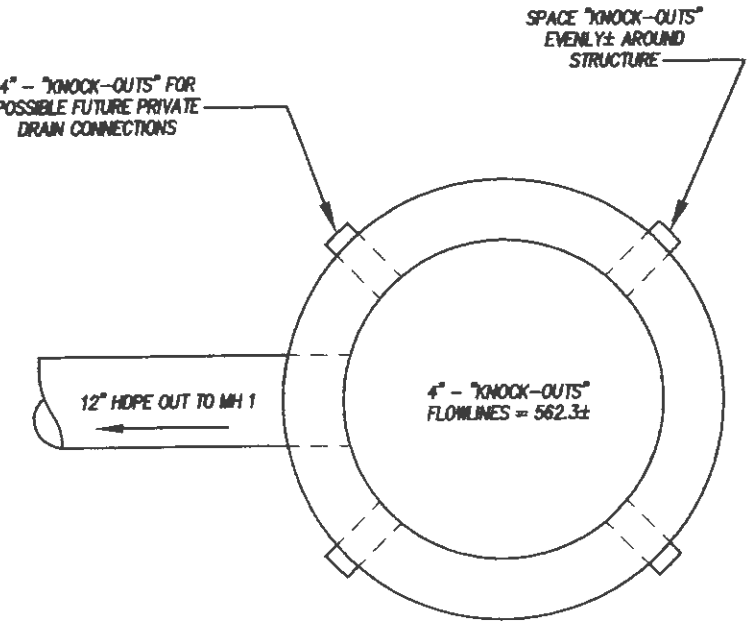 SPACE "KNOCK-OUTS"
EVENLY± AROUND
STRUCTURE
4" - "KNOCK-OUTS" FOR
POSSIBLE FUTURE PRIVATE
DRAIN CONNECTIONS
12" HDPE OUT TO MH 1
4" - "KNOCK-OUTS"
FLOWLINES = 562.3±